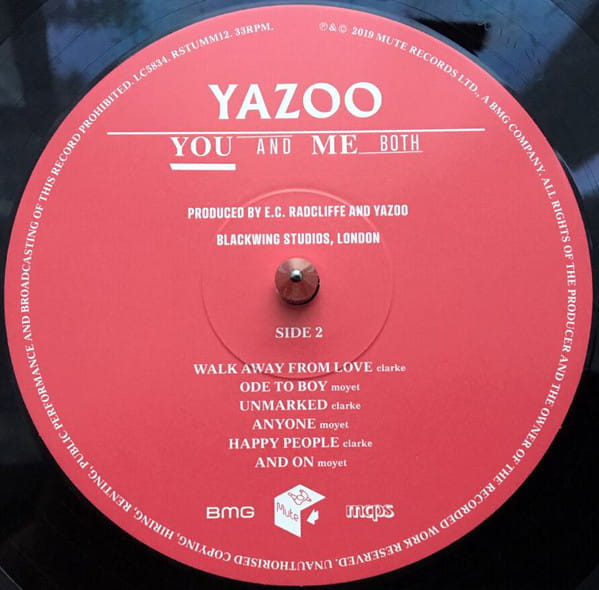 YAZOO
YOU AND ME BOTH
PRODUCED BY E.C. RADCLIFFE AND YAZOO
BLACKWING STUDIOS, LONDON
SIDE 2
WALK AWAY FROM LOVE clarke
ODE TO BOY moyet
UNMARKED clarke
ANYONE moyet
HAPPY PEOPLE clarke
AND ON moyet
BMG Mute mcps
℗ & © 2019 MUTE RECORDS LTD., A BMG COMPANY. ALL RIGHTS OF THE PRODUCER AND THE OWNER OF THE RECORDED WORK RESERVED. UNAUTHORISED COPYING, HIRING, RENTING, PUBLIC PERFORMANCE AND BROADCASTING OF THIS RECORD PROHIBITED. LC5834. RSTUMM12. 33RPM.